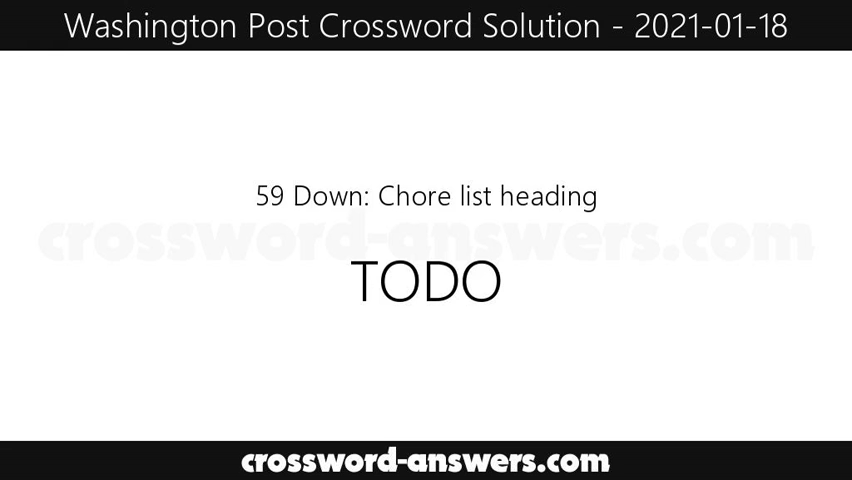 Washington Post Crossword Solution - 2021-01-18
59 Down: Chore list heading
crossword-answers.com
TODO
crossword-answers.com